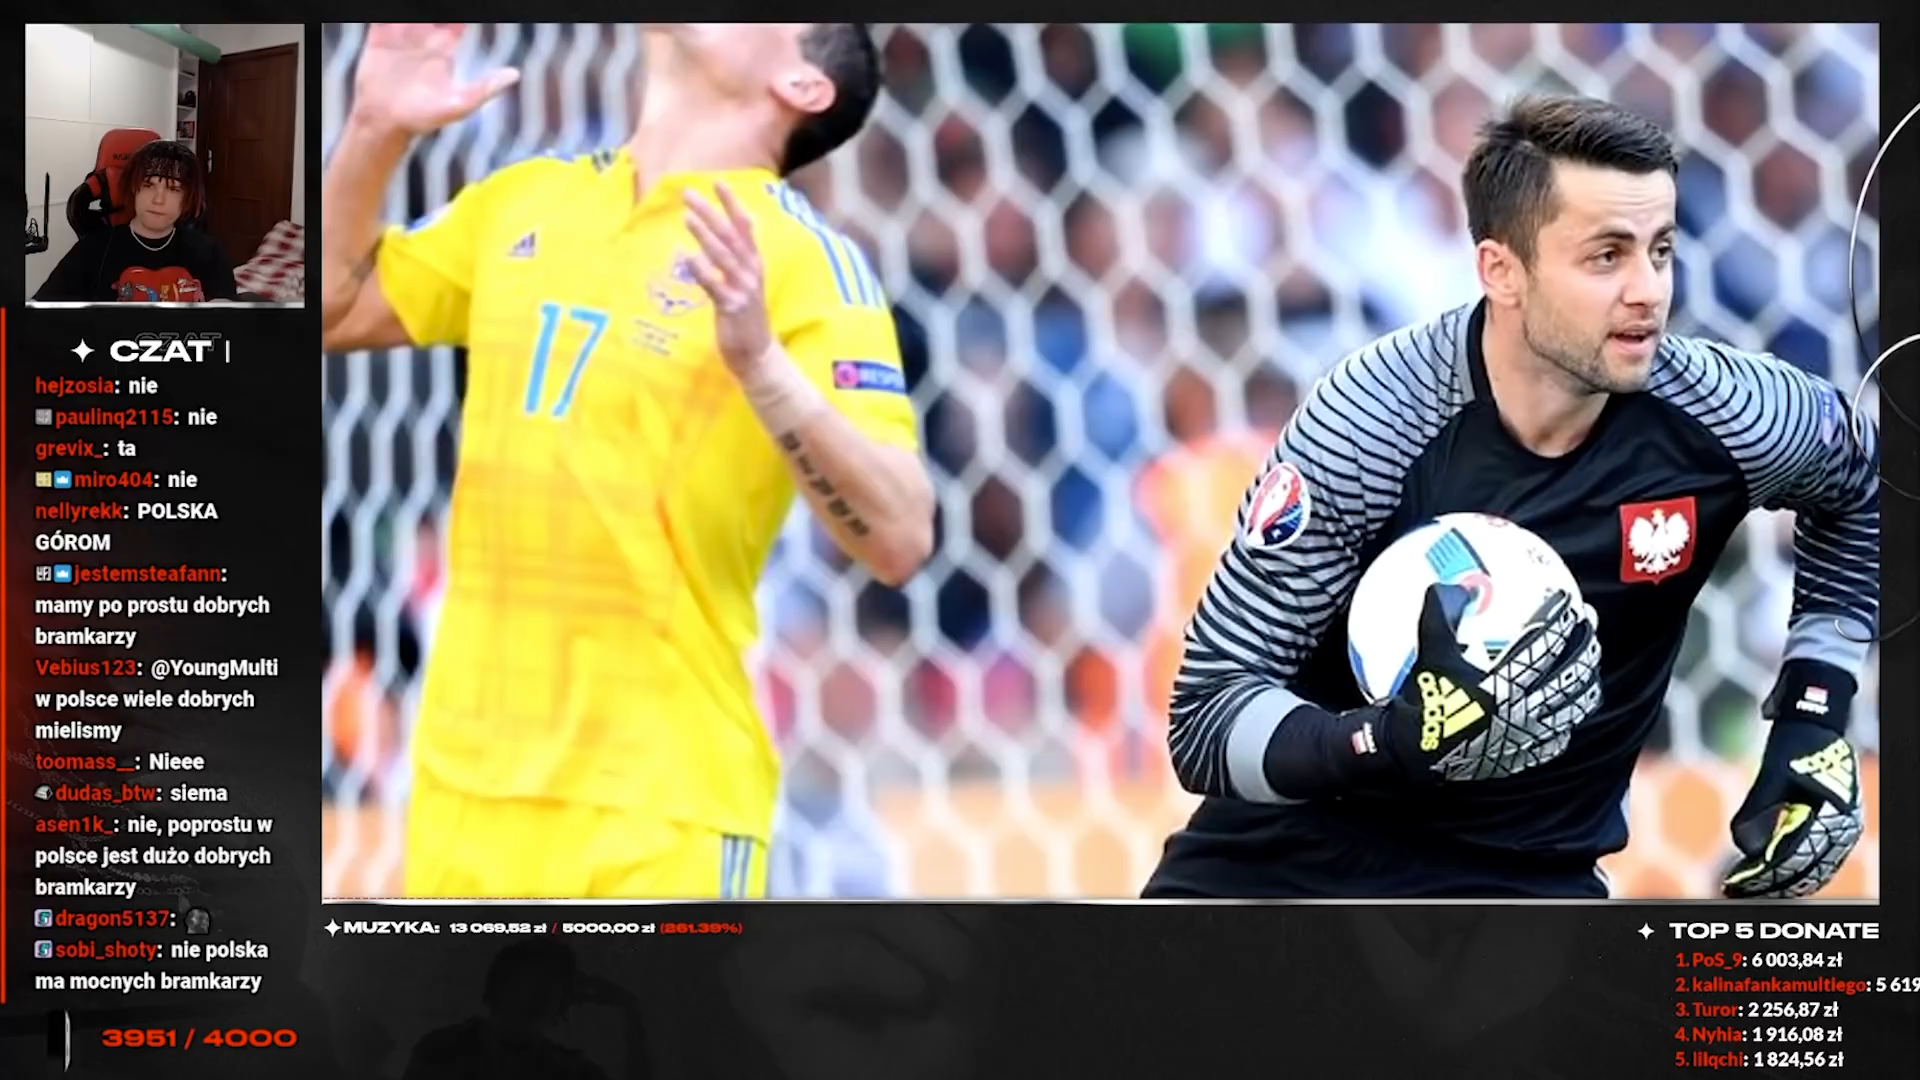 CZAT |
hejzosia: nie
paulinq2115: nie
grevix_: ta
miro404: nie
nellyrekk: POLSKA
GÓROM
jestemsteafann:
mamy po prostu dobrych
bramkarzy
Vebius123: @YoungMulti
w polsce wiele dobrych
mielismy
toomass__: Nieee
dudas_btw: siema
asen1k_: nie, poprostu w
polsce jest dużo dobrych
bramkarzy
dragon5137:
sobi_shoty: nie polska
ma mocnych bramkarzy
3951 / 4000
17
adidas
adidas
MUZYKA: 13 069,52 zł / 5000,00 zł (261.39%)
TOP 5 DONATE
1. PoS_9: 6 003,84 zł
2. kalinafankamultiego: 5 619
3. Turor: 2 256,87 zł
4. Nyhla: 1 916,08 zł
5. lilqchi: 1 824,56 zł